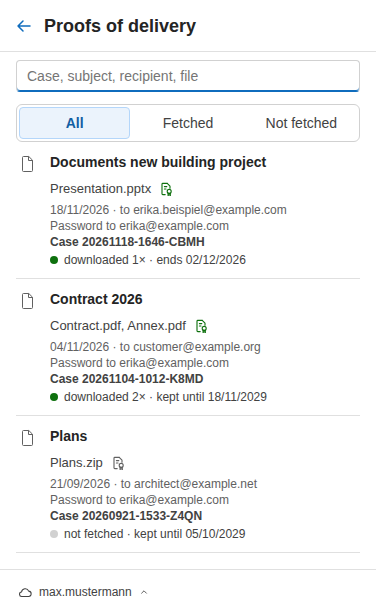 Proofs of delivery
Case, subject, recipient, file
All
Fetched
Not fetched
Documents new building project
Presentation.pptx
18/11/2026 · to erika.beispiel@example.com
Password to erika@example.com
Case 20261118-1646-CBMH
downloaded 1× · ends 02/12/2026
Contract 2026
Contract.pdf, Annex.pdf
04/11/2026 · to customer@example.org
Password to erika@example.com
Case 20261104-1012-K8MD
downloaded 2× · kept until 18/11/2029
Plans
Plans.zip
21/09/2026 · to architect@example.net
Password to erika@example.com
Case 20260921-1533-Z4QN
not fetched · kept until 05/10/2029
max.mustermann